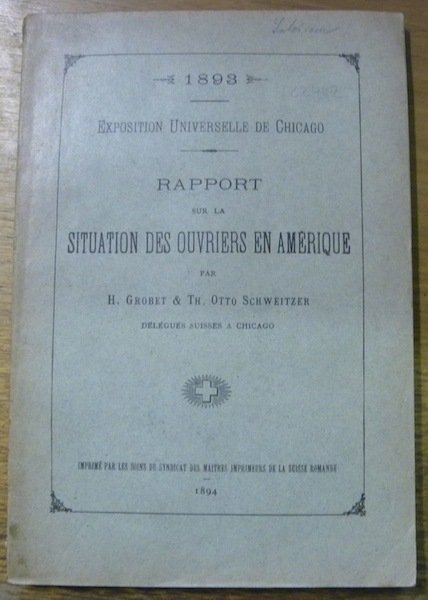 1893
EXPOSITION UNIVERSELLE DE CHICAGO
RAPPORT
SUR LA
SITUATION DES OUVRIERS EN AMÉRIQUE
PAR
H. GROBET & TH. OTTO SCHWEITZER
DÉLÉGUÉS SUISSES A CHICAGO
IMPRIMÉ PAR LES SOINS DU SYNDICAT DES MAITRES IMPRIMEURS DE LA SUISSE ROMANDE
1894